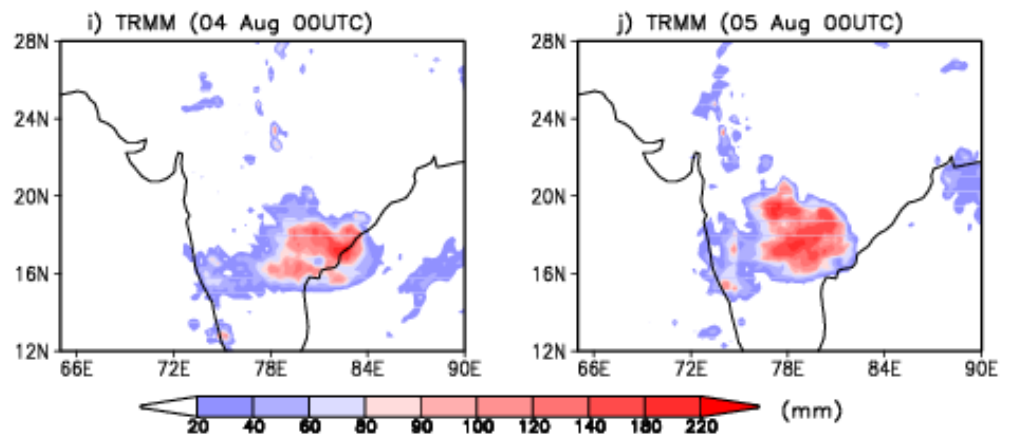 i) TRMM (04 Aug 00UTC)
j) TRMM (05 Aug 00UTC)
28N
24N
20N
16N
12N
66E 72E 78E 84E 90E
28N
24N
20N
16N
12N
66E 72E 78E 84E 90E
20 40 60 80 90 100 120 140 180 220 (mm)